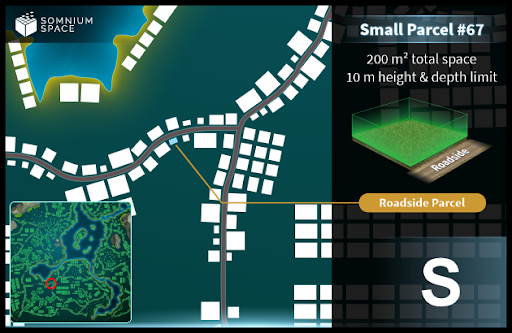 SOMNIUM
SPACE
Small Parcel #67
200 m² total space
10 m height & depth limit
Roadside
Roadside Parcel
S